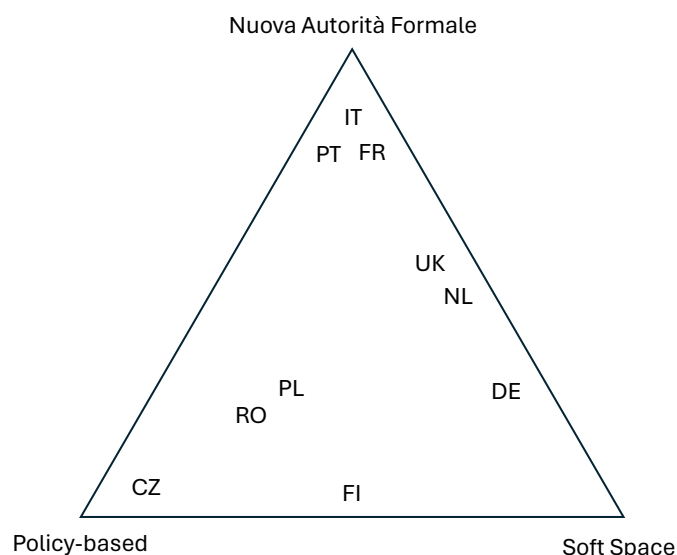 Nuova Autorità Formale
IT
PT FR
UK
NL
PL
DE
RO
CZ
FI
Policy-based
Soft Space